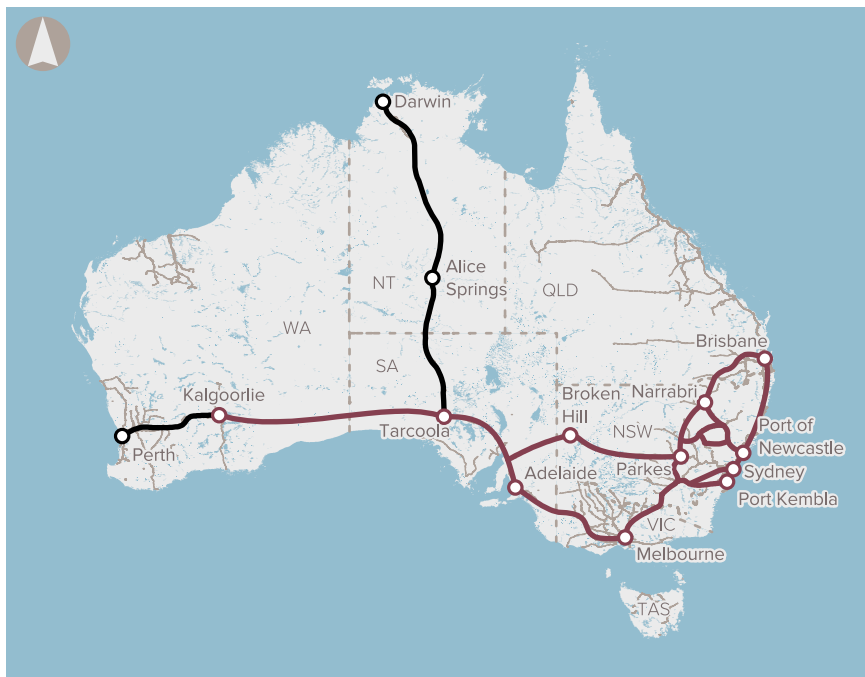 Darwin
Alice
Springs
NT
QLD
WA
Brisbane
SA
Kalgoorlie
Broken
Hill
Narrabri
Tarcoola
NSW
Port of
Newcastle
Perth
Parkes
Sydney
Adelaide
Port Kembla
VIC
Melbourne
TAS